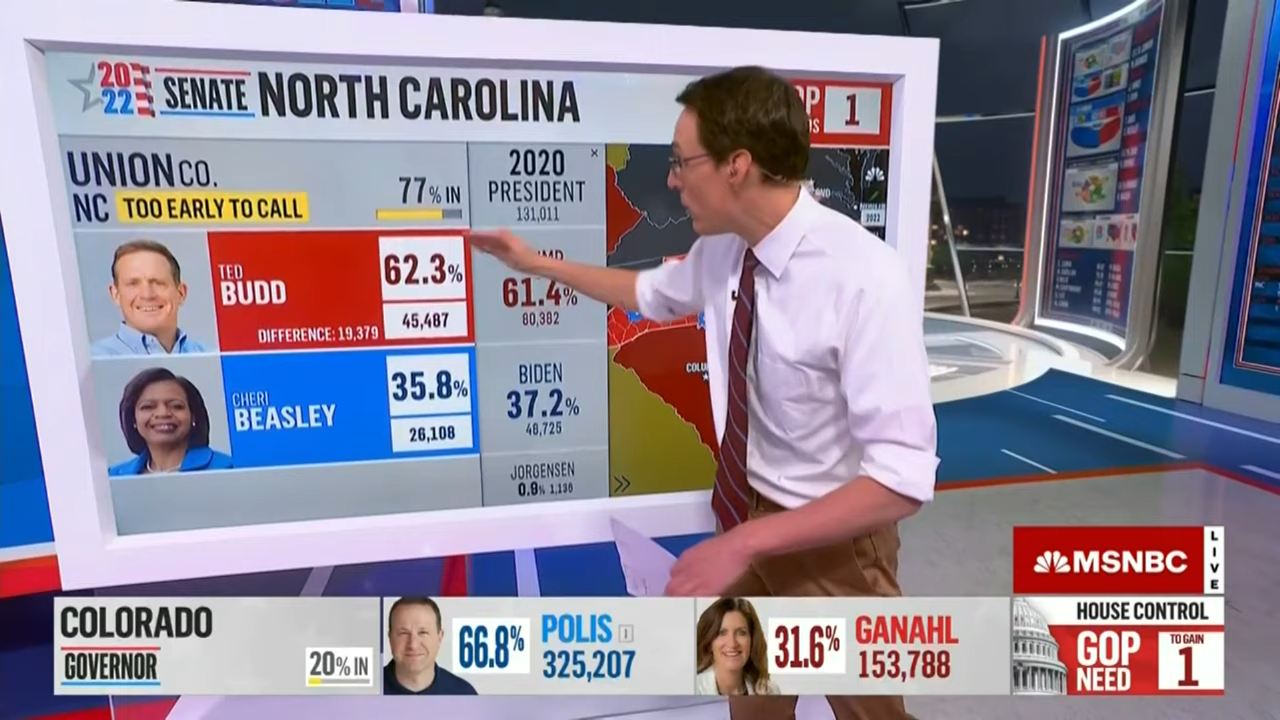 2022 SENATE NORTH CAROLINA
1
UNION CO.
NC TOO EARLY TO CALL
77% IN
TED
BUDD
62.3%
45,487
DIFFERENCE: 19,379
CHERI
BEASLEY
35.8%
26,108
2020
PRESIDENT
131,011
61.4%
80,382
BIDEN
37.2%
48,725
JORGENSEN
2022
MSNBC
LIVE
COLORADO
GOVERNOR
20% IN
66.8%
POLIS
325,207
31.6%
GANAHL
153,788
HOUSE CONTROL
GOP
NEED
TO GAIN
1